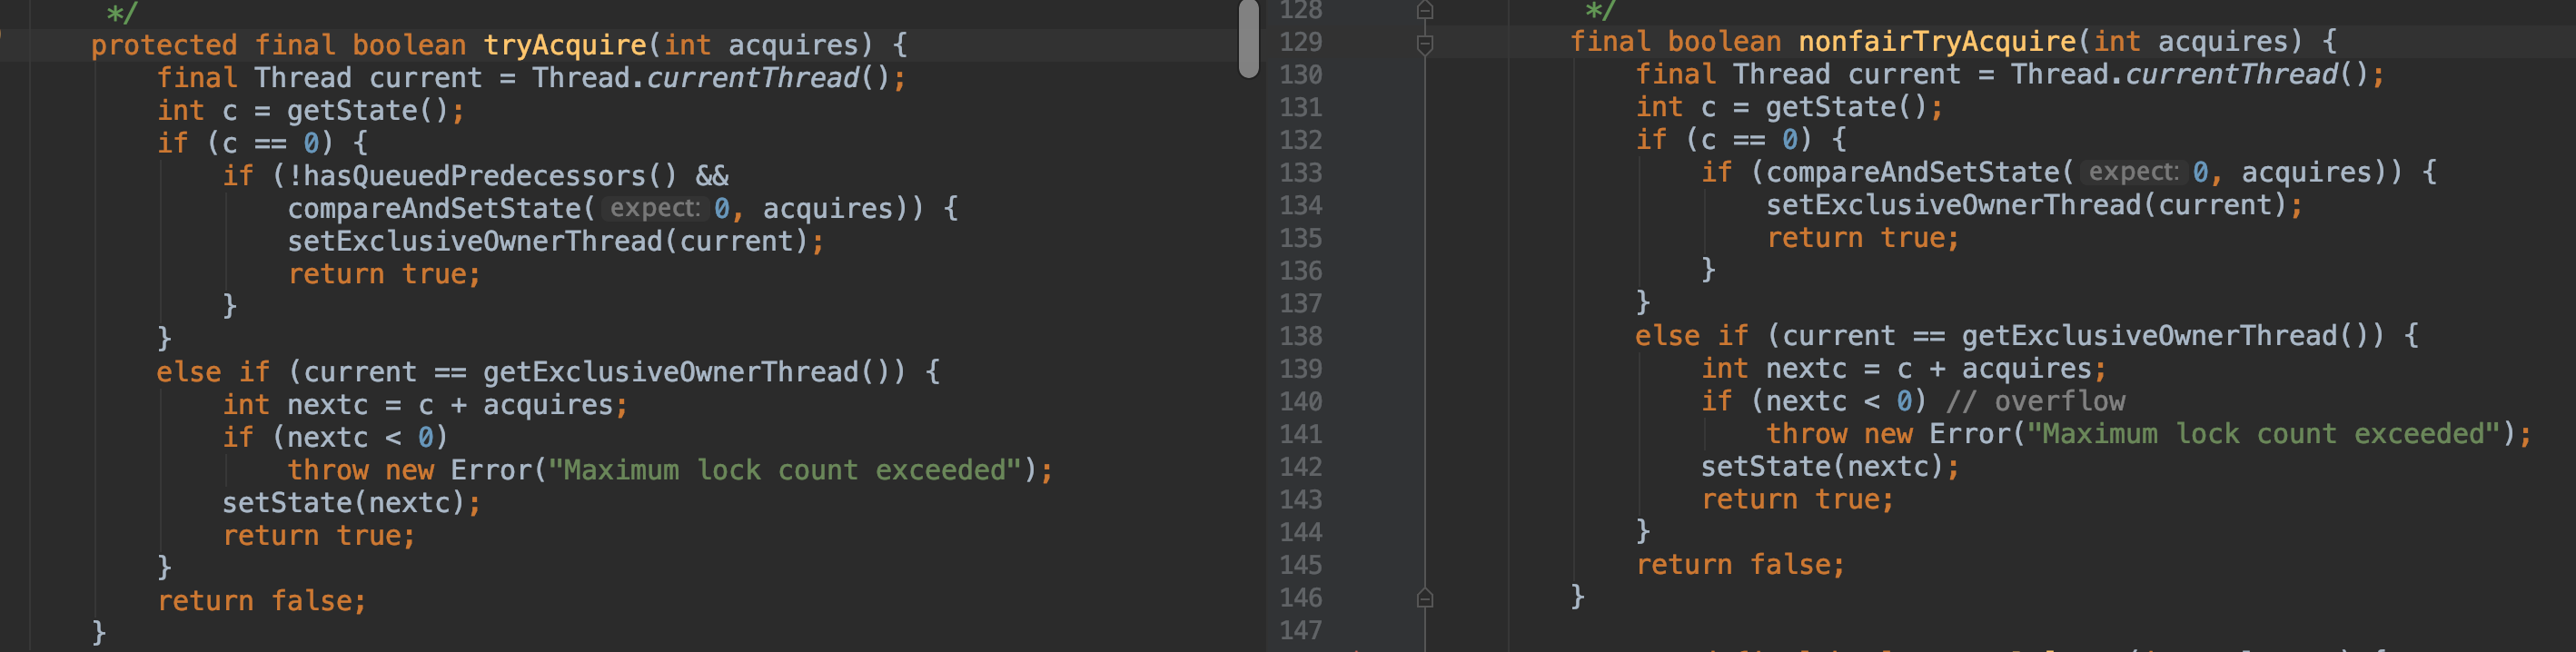 */
protected final boolean tryAcquire(int acquires) {
final Thread current = Thread.currentThread();
int c = getState();
if (c == 0) {
if (!hasQueuedPredecessors() &&
compareAndSetState( expect: 0, acquires)) {
setExclusiveOwnerThread(current);
return true;
}
}
else if (current == getExclusiveOwnerThread()) {
int nextc = c + acquires;
if (nextc < 0)
throw new Error("Maximum lock count exceeded");
setState(nextc);
return true;
}
return false;
}
128 */
129 final boolean nonfairTryAcquire(int acquires) {
130 final Thread current = Thread.currentThread();
131 int c = getState();
132 if (c == 0) {
133 if (compareAndSetState( expect: 0, acquires)) {
134 setExclusiveOwnerThread(current);
135 return true;
136 }
137 }
138 else if (current == getExclusiveOwnerThread()) {
139 int nextc = c + acquires;
140 if (nextc < 0) // overflow
141 throw new Error("Maximum lock count exceeded");
142 setState(nextc);
143 return true;
144 }
145 return false;
146 }
147